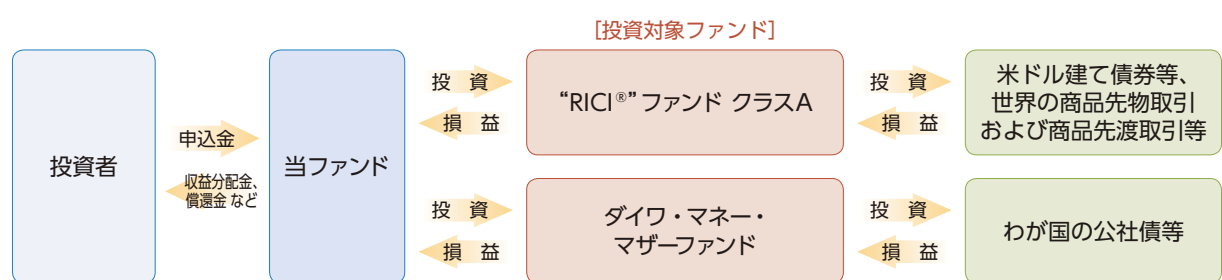 [投資対象ファンド]
投資者
申込金
収益分配金、
償還金 など
当ファンド
投 資
損 益
“RICI®”ファンド クラスA
投 資
損 益
米ドル建て債券等、
世界の商品先物取引
および商品先渡取引等
投 資
損 益
ダイワ・マネー・
マザーファンド
投 資
損 益
わが国の公社債等